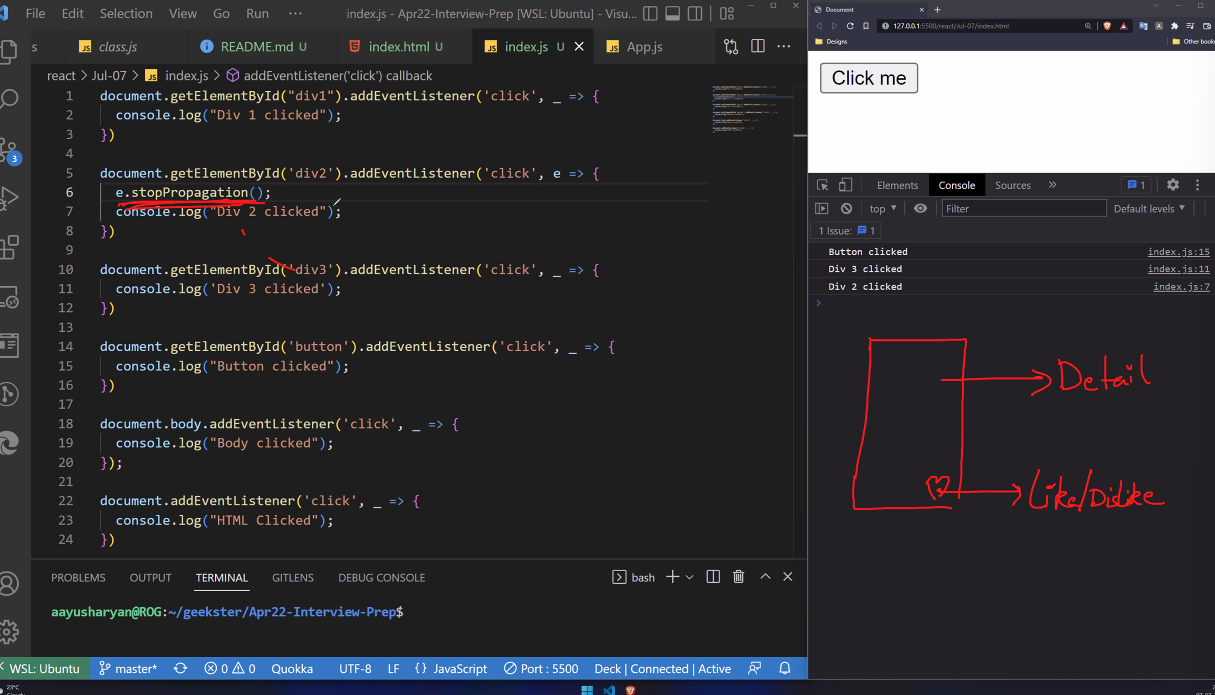 File Edit Selection View Go Run ··· index.js - Apr22-Interview-Prep [WSL: Ubuntu] - Visu...
s JS class.js README.md U index.html U JS index.js U JS App.js ···
react > Jul-07 > JS index.js > addEventListener('click') callback
1 document.getElementById("div1").addEventListener('click', _ => {
2 console.log("Div 1 clicked");
3 })
4
5 document.getElementById('div2').addEventListener('click', e => {
6 e.stopPropagation();
7 console.log("Div 2 clicked");
8 })
9
10 document.getElementById('div3').addEventListener('click', _ => {
11 console.log('Div 3 clicked');
12 })
13
14 document.getElementById('button').addEventListener('click', _ => {
15 console.log("Button clicked");
16 })
17
18 document.body.addEventListener('click', _ => {
19 console.log("Body clicked");
20 });
21
22 document.addEventListener('click', _ => {
23 console.log("HTML Clicked");
24 })
3
PROBLEMS OUTPUT TERMINAL GITLENS DEBUG CONSOLE bash
aayusharyan@ROG:~/geekster/Apr22-Interview-Prep$
WSL: Ubuntu master* 0 0 Quokka UTF-8 LF {} JavaScript Port : 5500 Deck | Connected | Active
23°C
Document
127.0.0.1:5500/react/Jul-07/index.html
Designs Other book
Click me
Elements Console Sources 1
top Filter Default levels
1 Issue: 1
Button clicked index.js:15
Div 3 clicked index.js:11
Div 2 clicked index.js:7
Detail
Like/Dislike